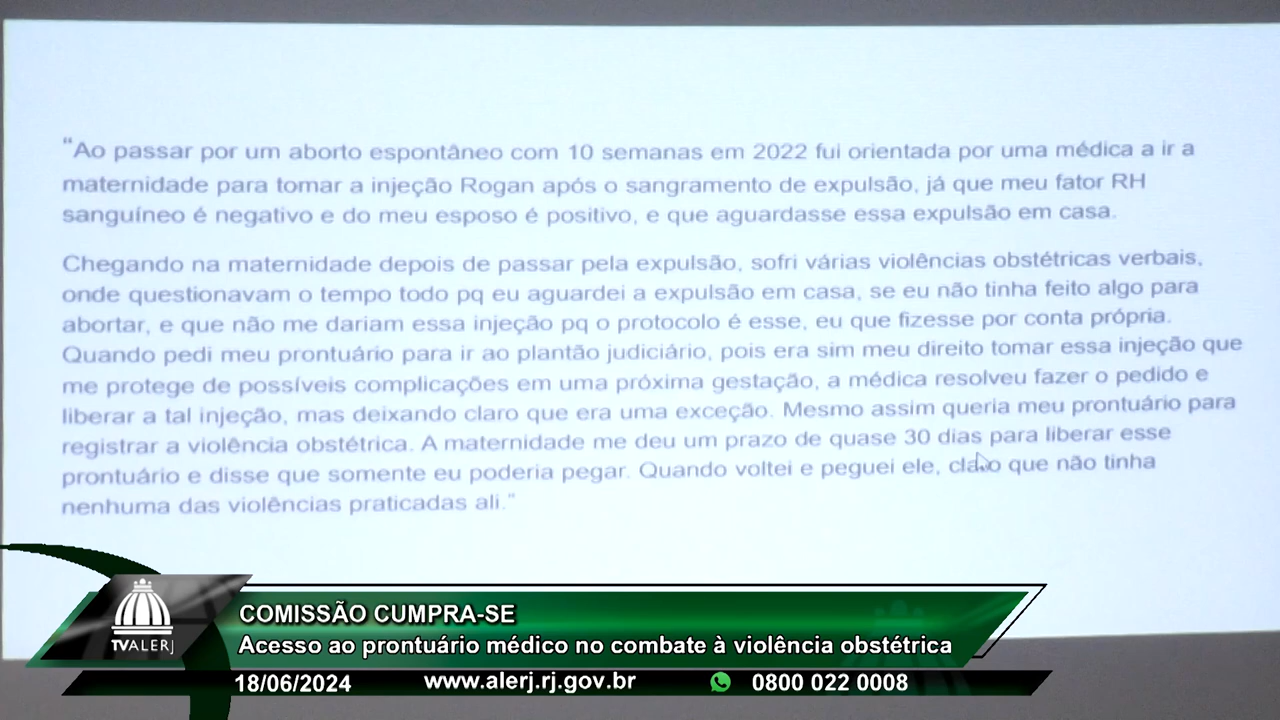 “Ao passar por um aborto espontâneo com 10 semanas em 2022 fui orientada por uma médica a ir a
maternidade para tomar a injeção Rogan após o sangramento de expulsão, já que meu fator RH
sanguíneo é negativo e do meu esposo é positivo, e que aguardasse essa expulsão em casa.
Chegando na maternidade depois de passar pela expulsão, sofri várias violências obstétricas verbais,
onde questionavam o tempo todo pq eu aguardei a expulsão em casa, se eu não tinha feito algo para
abortar, e que não me dariam essa injeção pq o protocolo é esse, eu que fizesse por conta própria.
Quando pedi meu prontuário para ir ao plantão judiciário, pois era sim meu direito tomar essa injeção que
me protege de possíveis complicações em uma próxima gestação, a médica resolveu fazer o pedido e
liberar a tal injeção, mas deixando claro que era uma exceção. Mesmo assim queria meu prontuário para
registrar a violência obstétrica. A maternidade me deu um prazo de quase 30 dias para liberar esse
prontuário e disse que somente eu poderia pegar. Quando voltei e peguei ele, claro que não tinha
nenhuma das violências praticadas ali.”
COMISSÃO CUMPRA-SE
TVALERJ
Acesso ao prontuário médico no combate à violência obstétrica
18/06/2024 www.alerj.rj.gov.br 0800 022 0008